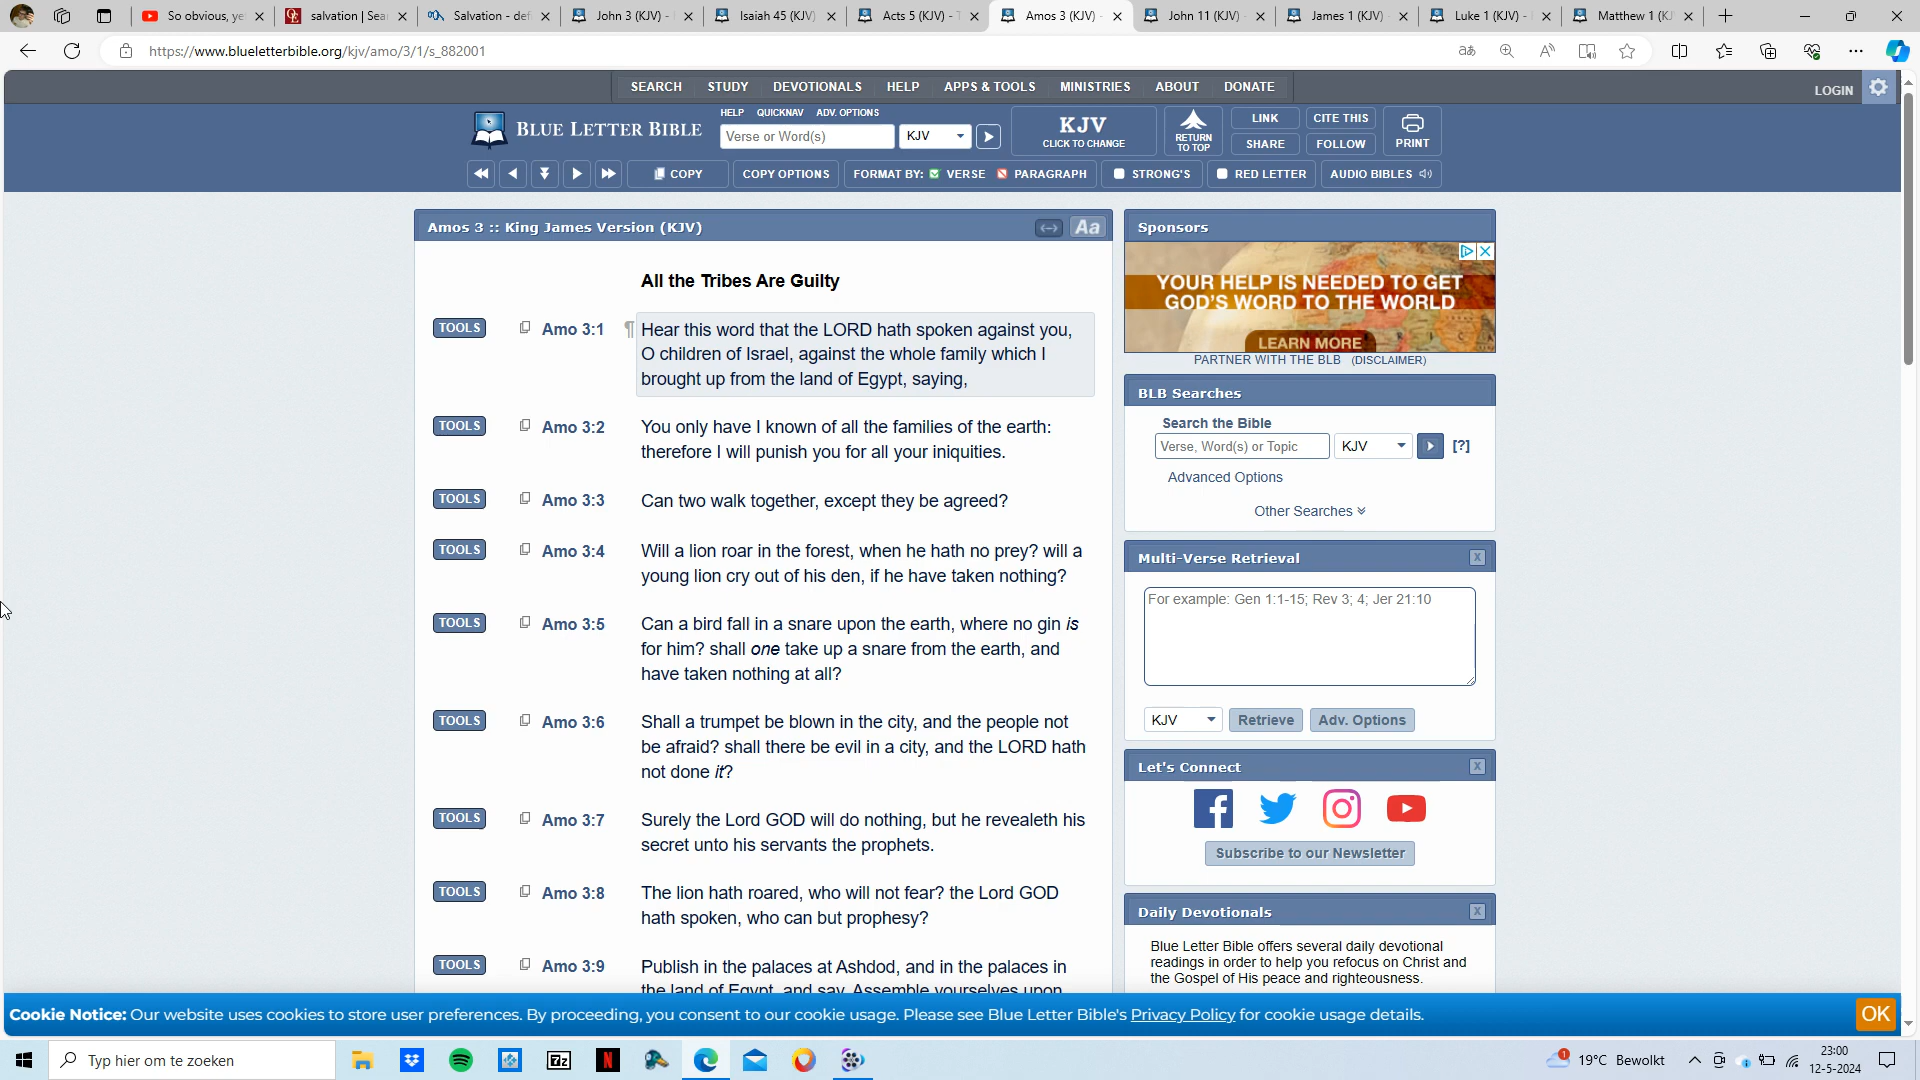 So obvious, ye
salvation | Sea
Salvation - def
John 3 (KJV) -
Isaiah 45 (KJV)
Acts 5 (KJV) - T
Amos 3 (KJV) -
John 11 (KJV)
James 1 (KJV)
Luke 1 (KJV) -
Matthew 1 (KJ
https://www.blueletterbible.org/kjv/amo/3/1/s_882001
SEARCH STUDY DEVOTIONALS HELP APPS & TOOLS MINISTRIES ABOUT DONATE
LOGIN
BLUE LETTER BIBLE
HELP QUICKNAV ADV. OPTIONS
Verse or Word(s)
KJV
KJV
CLICK TO CHANGE
RETURN
TO TOP
LINK
CITE THIS
SHARE
FOLLOW
PRINT
COPY
COPY OPTIONS
FORMAT BY: VERSE PARAGRAPH
STRONG'S
RED LETTER
AUDIO BIBLES
Amos 3 :: King James Version (KJV)
Aa
All the Tribes Are Guilty
TOOLS Amo 3:1 ¶ Hear this word that the LORD hath spoken against you,
O children of Israel, against the whole family which I
brought up from the land of Egypt, saying,
TOOLS Amo 3:2 You only have I known of all the families of the earth:
therefore I will punish you for all your iniquities.
TOOLS Amo 3:3 Can two walk together, except they be agreed?
TOOLS Amo 3:4 Will a lion roar in the forest, when he hath no prey? will a
young lion cry out of his den, if he have taken nothing?
TOOLS Amo 3:5 Can a bird fall in a snare upon the earth, where no gin is
for him? shall one take up a snare from the earth, and
have taken nothing at all?
TOOLS Amo 3:6 Shall a trumpet be blown in the city, and the people not
be afraid? shall there be evil in a city, and the LORD hath
not done it?
TOOLS Amo 3:7 Surely the Lord GOD will do nothing, but he revealeth his
secret unto his servants the prophets.
TOOLS Amo 3:8 The lion hath roared, who will not fear? the Lord GOD
hath spoken, who can but prophesy?
TOOLS Amo 3:9 Publish in the palaces at Ashdod, and in the palaces in
the land of Egypt, and say, Assemble yourselves upon
Sponsors
YOUR HELP IS NEEDED TO GET
GOD'S WORD TO THE WORLD
LEARN MORE
PARTNER WITH THE BLB (DISCLAIMER)
BLB Searches
Search the Bible
Verse, Word(s) or Topic
KJV
[?]
Advanced Options
Other Searches
Multi-Verse Retrieval
For example: Gen 1:1-15; Rev 3; 4; Jer 21:10
KJV
Retrieve
Adv. Options
Let's Connect
Subscribe to our Newsletter
Daily Devotionals
Blue Letter Bible offers several daily devotional
readings in order to help you refocus on Christ and
the Gospel of His peace and righteousness.
Cookie Notice: Our website uses cookies to store user preferences. By proceeding, you consent to our cookie usage. Please see Blue Letter Bible's Privacy Policy for cookie usage details.
OK
Typ hier om te zoeken
7z
N
1
19°C Bewolkt
23:00
12-5-2024